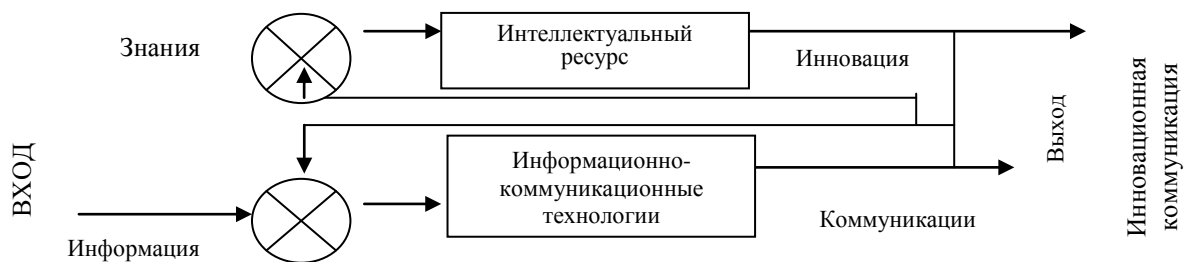 Знания
Интеллектуальный
ресурс
Инновация
ВХОД
Информация
Информационно-
коммуникационные
технологии
Коммуникации
Выход
Инновационная
коммуникация